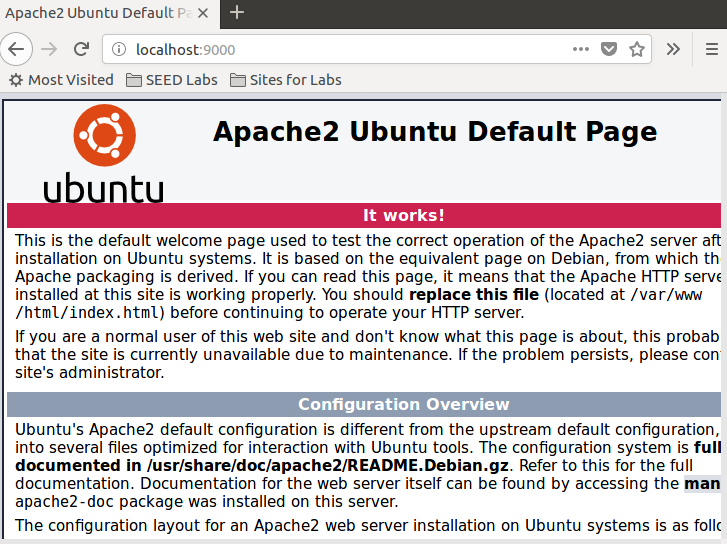 Apache2 Ubuntu Default Pa
localhost:9000
Most Visited SEED Labs Sites for Labs
ubuntu
Apache2 Ubuntu Default Page
It works!
This is the default welcome page used to test the correct operation of the Apache2 server aft
installation on Ubuntu systems. It is based on the equivalent page on Debian, from which th
Apache packaging is derived. If you can read this page, it means that the Apache HTTP serve
installed at this site is working properly. You should replace this file (located at /var/www
/html/index.html) before continuing to operate your HTTP server.
If you are a normal user of this web site and don't know what this page is about, this probab
that the site is currently unavailable due to maintenance. If the problem persists, please con
site's administrator.
Configuration Overview
Ubuntu's Apache2 default configuration is different from the upstream default configuration,
into several files optimized for interaction with Ubuntu tools. The configuration system is full
documented in /usr/share/doc/apache2/README.Debian.gz. Refer to this for the full
documentation. Documentation for the web server itself can be found by accessing the man
apache2-doc package was installed on this server.
The configuration layout for an Apache2 web server installation on Ubuntu systems is as follo